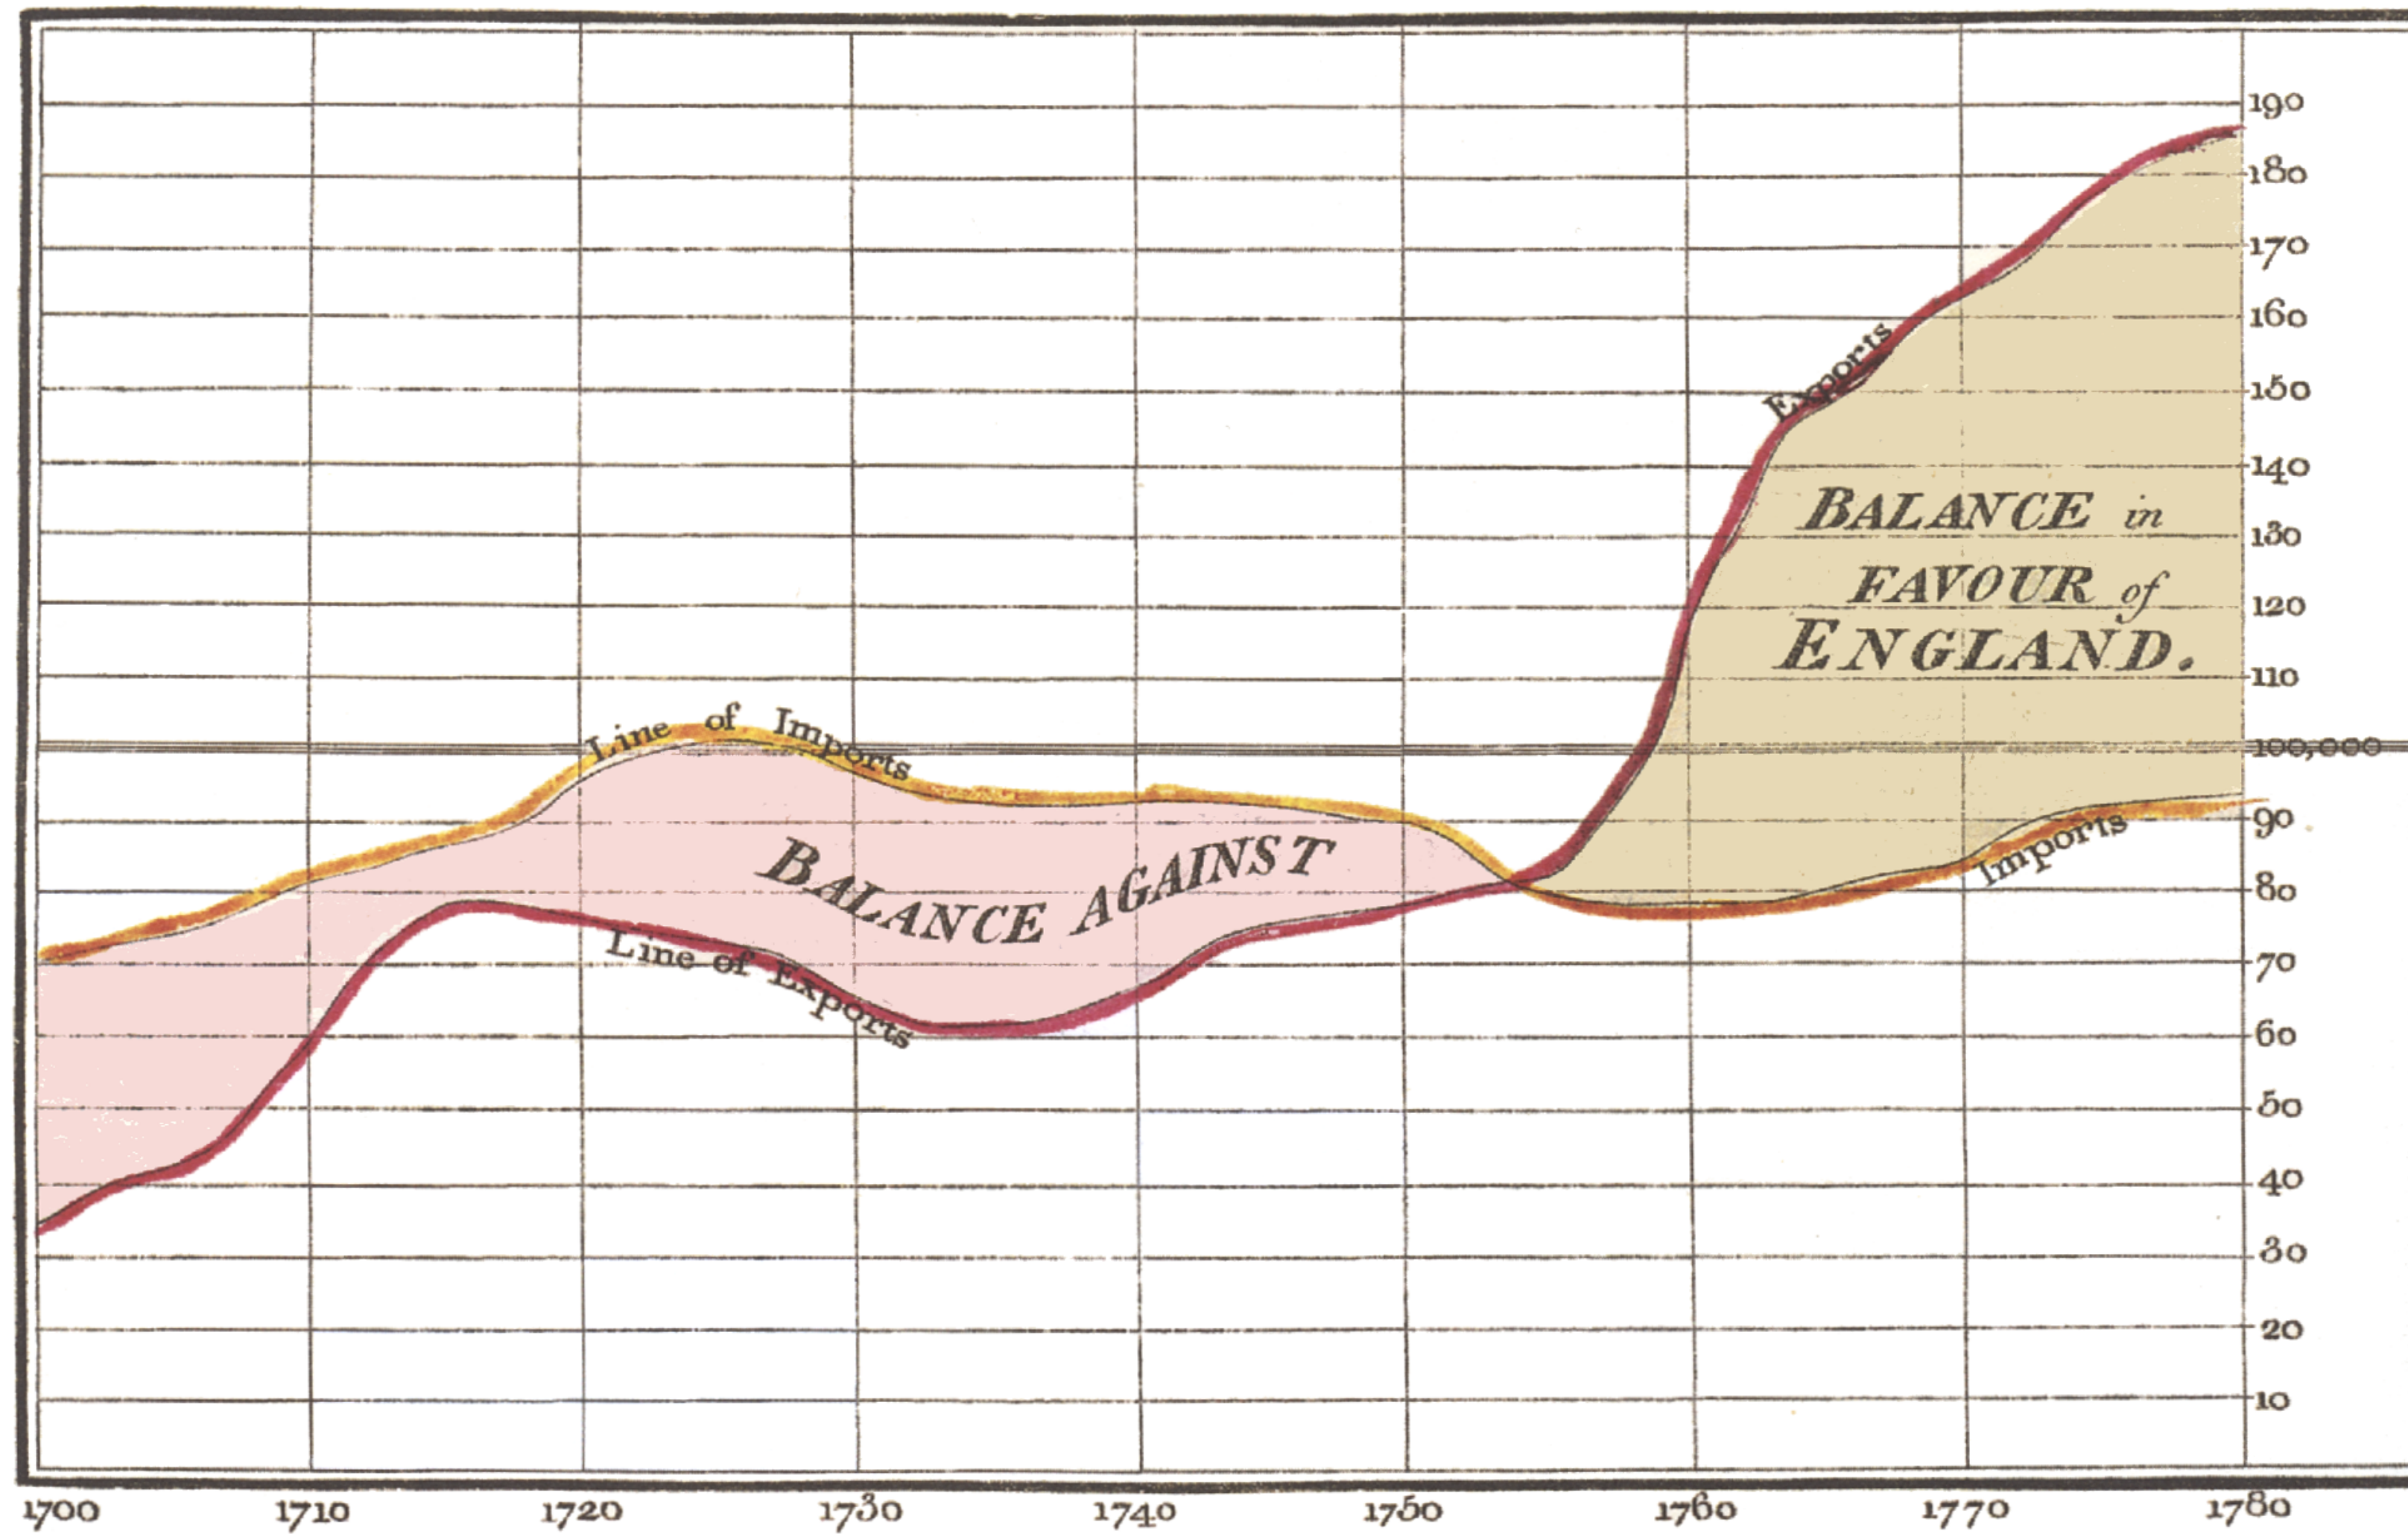 190
180
170
160
Exports
150
140
BALANCE in
130
FAVOUR of
120
ENGLAND.
110
Line of Imports
100,000
90
Imports
BALANCE AGAINST
80
Line of Exports
70
60
50
40
30
20
10
1700 1710 1720 1730 1740 1750 1760 1770 1780